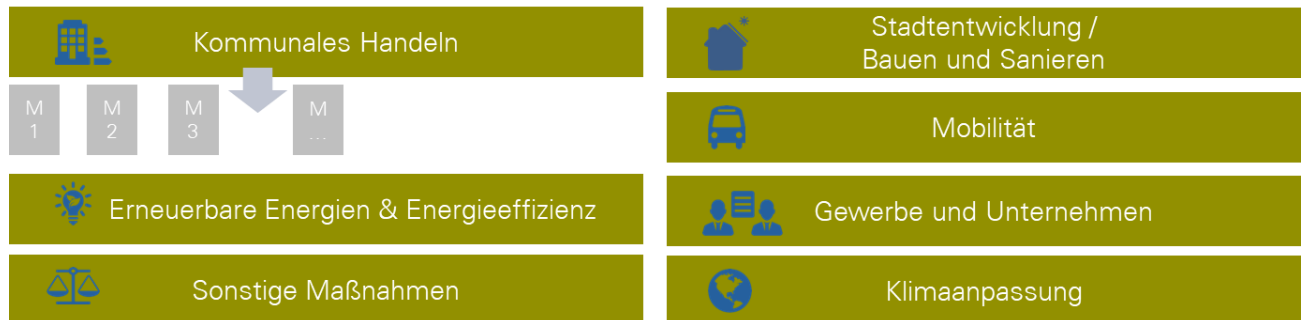 Kommunales Handeln
M
1
M
2
M
3
M
...
Erneuerbare Energien & Energieeffizienz
Sonstige Maßnahmen
Stadtentwicklung /
Bauen und Sanieren
Mobilität
Gewerbe und Unternehmen
Klimaanpassung